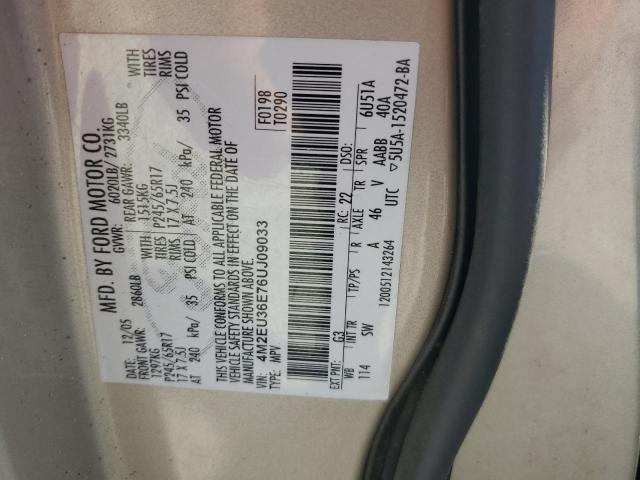 MFD. BY FORD MOTOR CO.
DATE: 12/05 GVWR: 6020LB/ 2731KG
FRONT GAWR: 2860LB REAR GAWR: 3340LB
1297KG 1515KG WITH
P245/65R17 P245/65R17 TIRES
17 X 7.5J RIMS: 17 X 7.5J RIMS
AT 240 kPa/ 35 PSI COLD AT 240 kPa/ 35 PSI COLD
WITH
TIRES
RIMS
THIS VEHICLE CONFORMS TO ALL APPLICABLE FEDERAL MOTOR
VEHICLE SAFETY STANDARDS IN EFFECT ON THE DATE OF
MANUFACTURE SHOWN ABOVE.
4M2EU36E76UJ09033
TYPE: MPV
F0198
T0290
EXT PNT: G3 RC: 22 DSO:
WB INT TR TP/PS R AXLE TR SPR
114 SW A 46 V AABB 6U51A
40A
UTC
1200512143264 ▽5U5A-1520472-BA